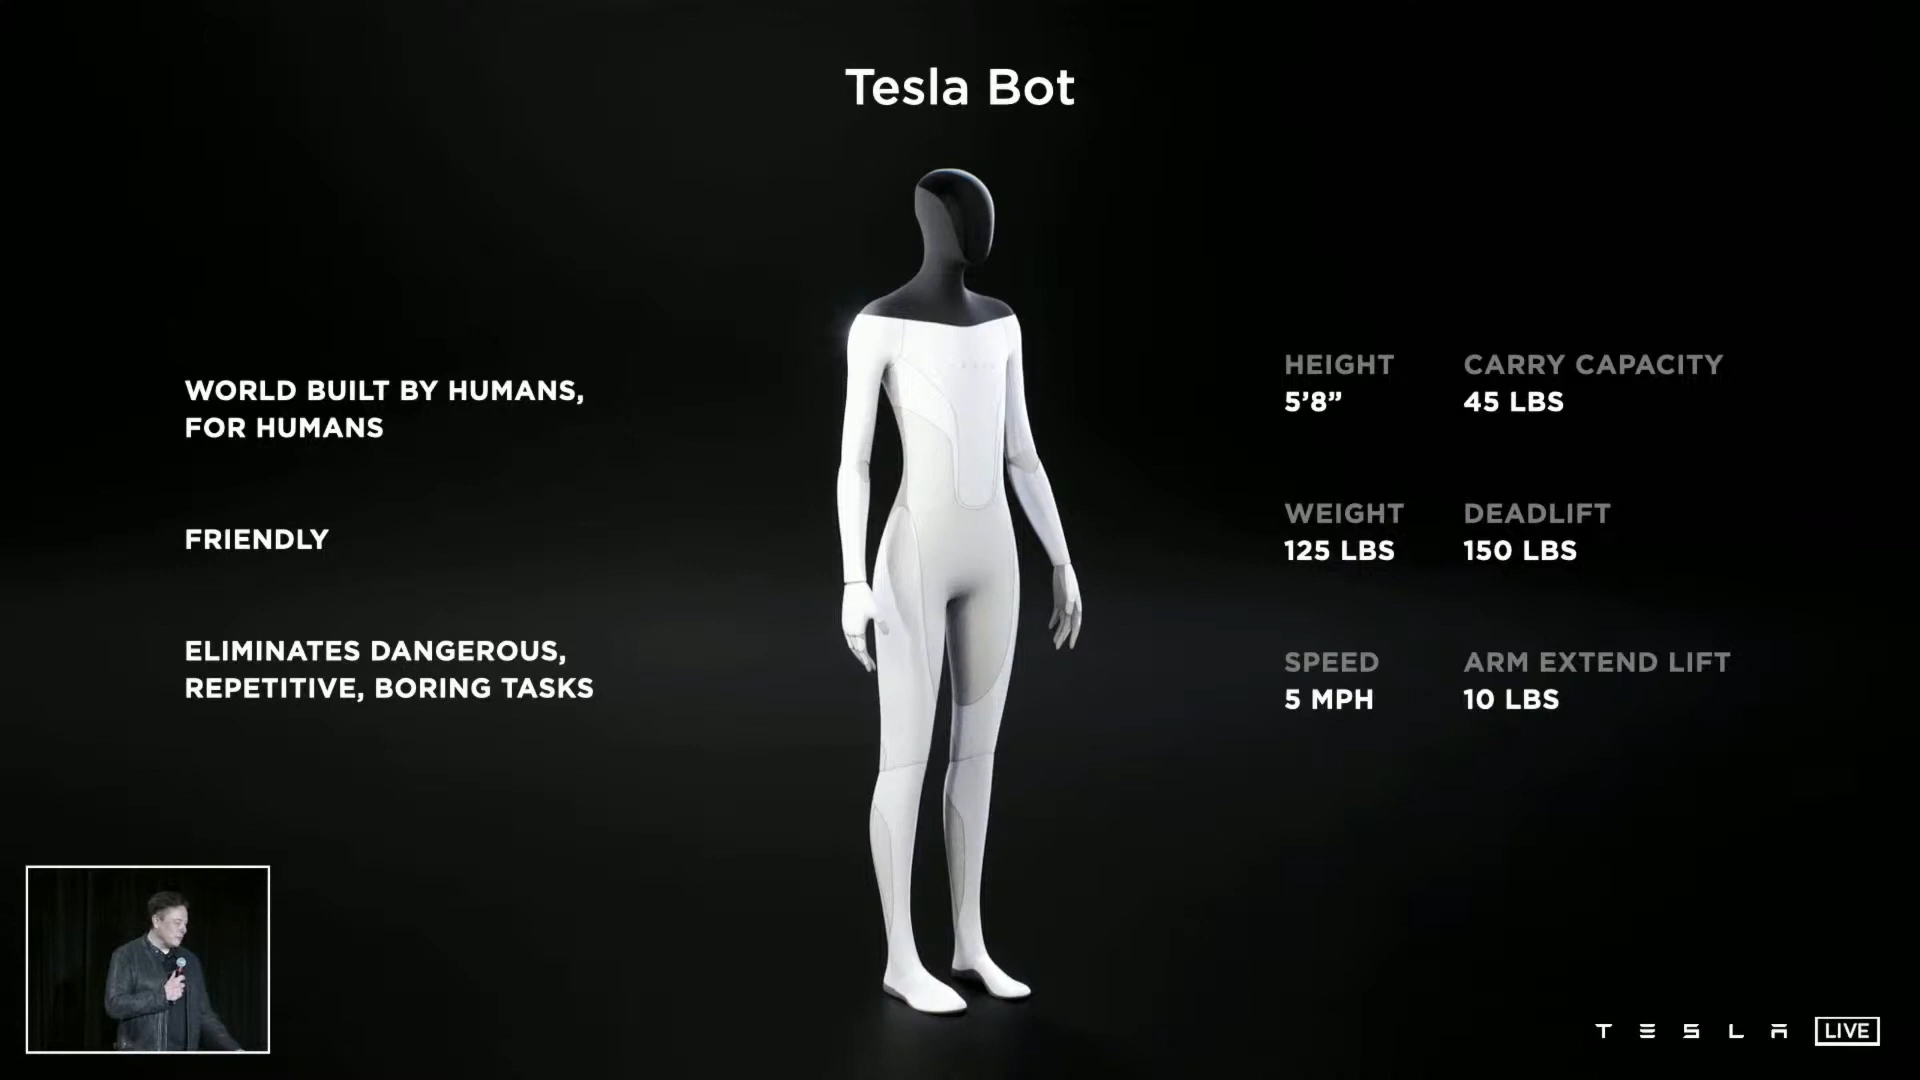 Tesla Bot
WORLD BUILT BY HUMANS,
FOR HUMANS
FRIENDLY
ELIMINATES DANGEROUS,
REPETITIVE, BORING TASKS
HEIGHT
5’8”
CARRY CAPACITY
45 LBS
WEIGHT
125 LBS
DEADLIFT
150 LBS
SPEED
5 MPH
ARM EXTEND LIFT
10 LBS
TESLA LIVE